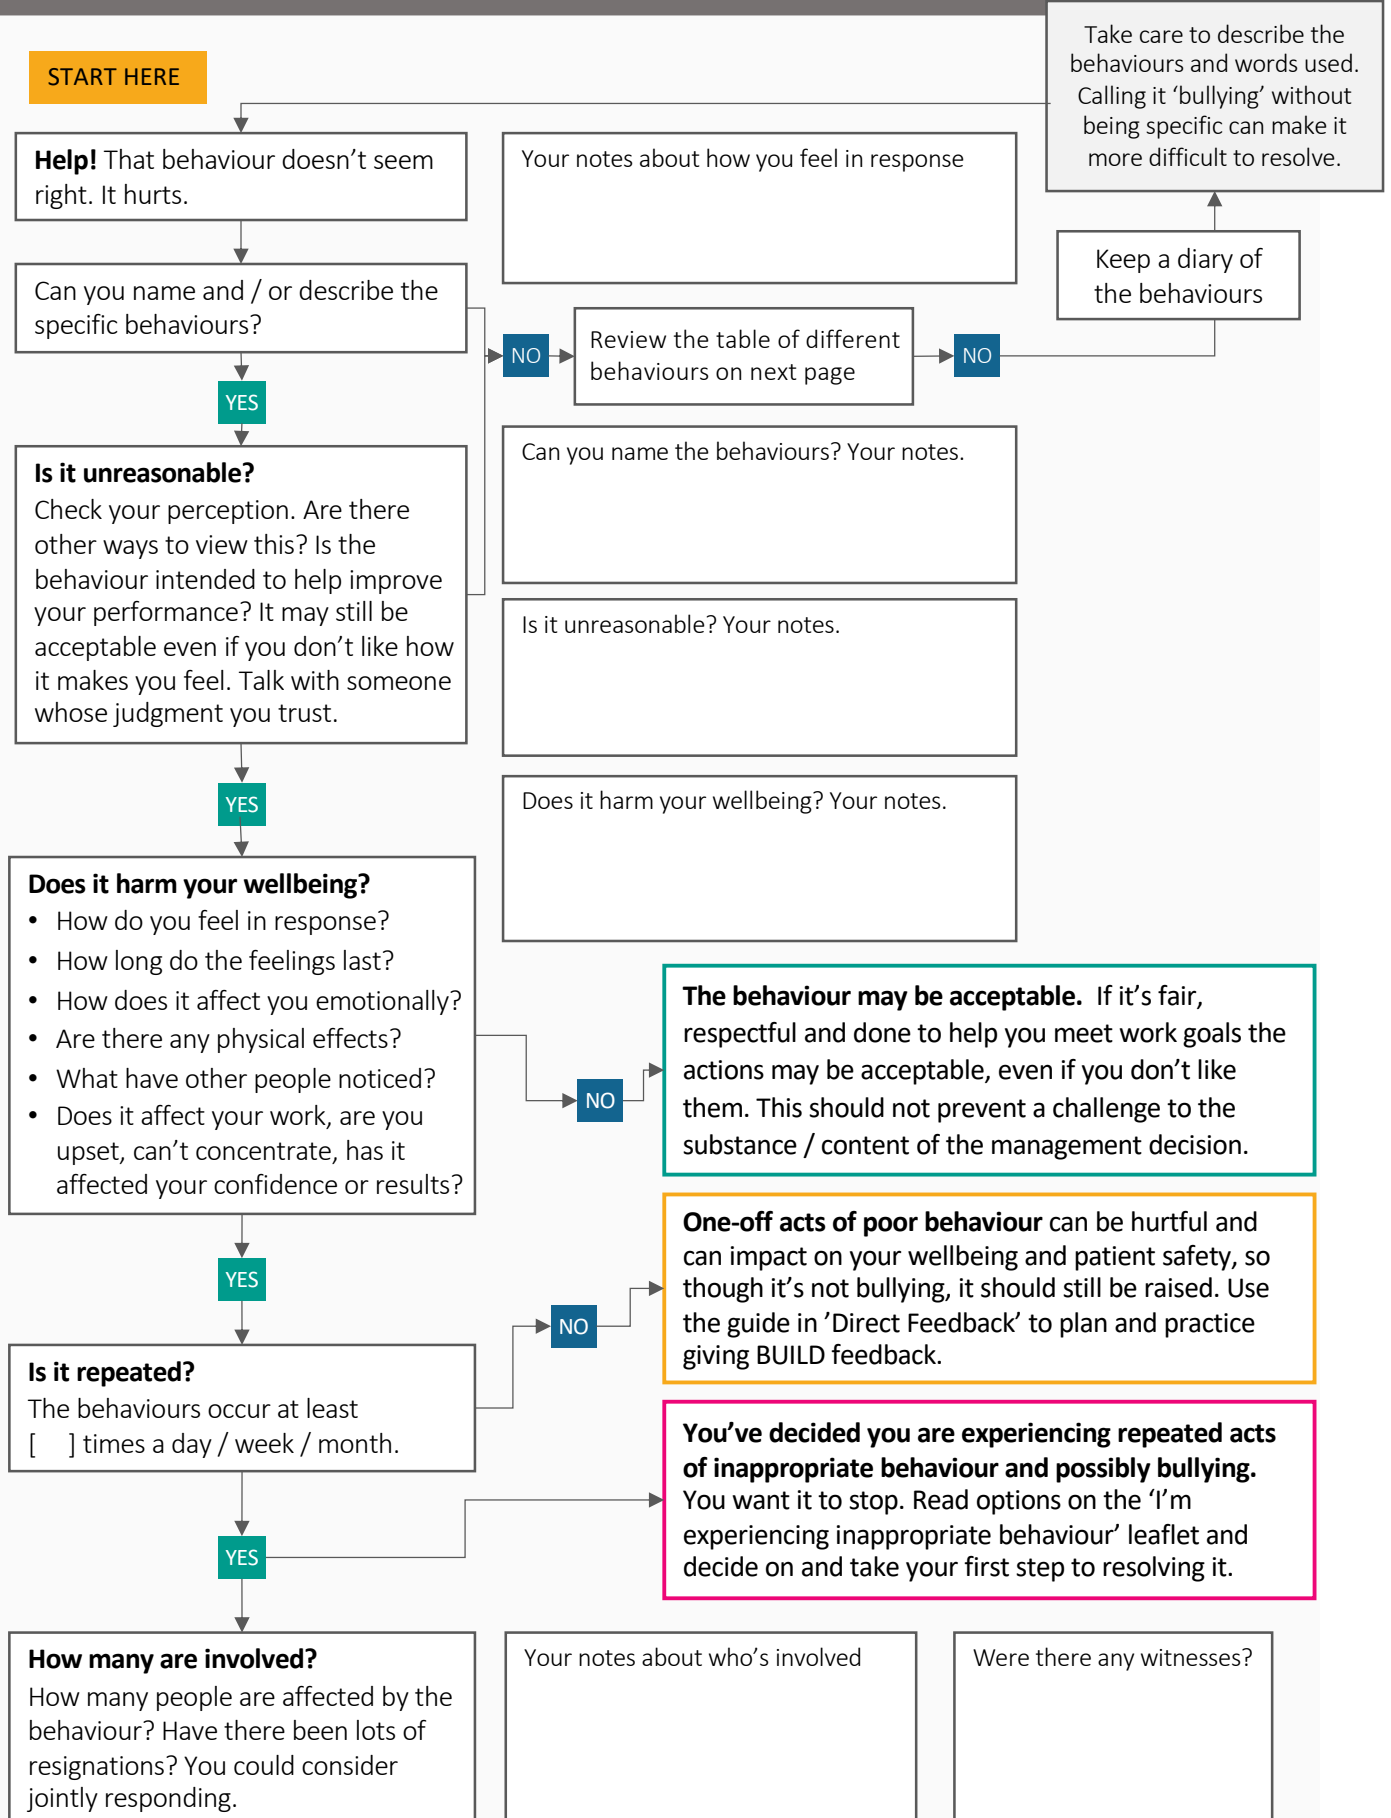 START HERE
Take care to describe the
behaviours and words used.
Calling it ‘bullying’ without
being specific can make it
more difficult to resolve.
Help! That behaviour doesn’t seem
right. It hurts.
Your notes about how you feel in response
Keep a diary of
the behaviours
Can you name and / or describe the
specific behaviours?
NO
Review the table of different
behaviours on next page
NO
YES
Can you name the behaviours? Your notes.
Is it unreasonable?
Check your perception. Are there
other ways to view this? Is the
behaviour intended to help improve
your performance? It may still be
acceptable even if you don’t like how
it makes you feel. Talk with someone
whose judgment you trust.
Is it unreasonable? Your notes.
YES
Does it harm your wellbeing? Your notes.
Does it harm your wellbeing?
• How do you feel in response?
• How long do the feelings last?
• How does it affect you emotionally?
• Are there any physical effects?
• What have other people noticed?
• Does it affect your work, are you
upset, can’t concentrate, has it
affected your confidence or results?
NO
The behaviour may be acceptable. If it’s fair,
respectful and done to help you meet work goals the
actions may be acceptable, even if you don’t like
them. This should not prevent a challenge to the
substance / content of the management decision.
YES
One-off acts of poor behaviour can be hurtful and
can impact on your wellbeing and patient safety, so
though it’s not bullying, it should still be raised. Use
the guide in ’Direct Feedback’ to plan and practice
giving BUILD feedback.
NO
Is it repeated?
The behaviours occur at least
[ ] times a day / week / month.
You’ve decided you are experiencing repeated acts
of inappropriate behaviour and possibly bullying.
You want it to stop. Read options on the ‘I’m
experiencing inappropriate behaviour’ leaflet and
decide on and take your first step to resolving it.
YES
How many are involved?
How many people are affected by the
behaviour? Have there been lots of
resignations? You could consider
jointly responding.
Your notes about who’s involved
Were there any witnesses?